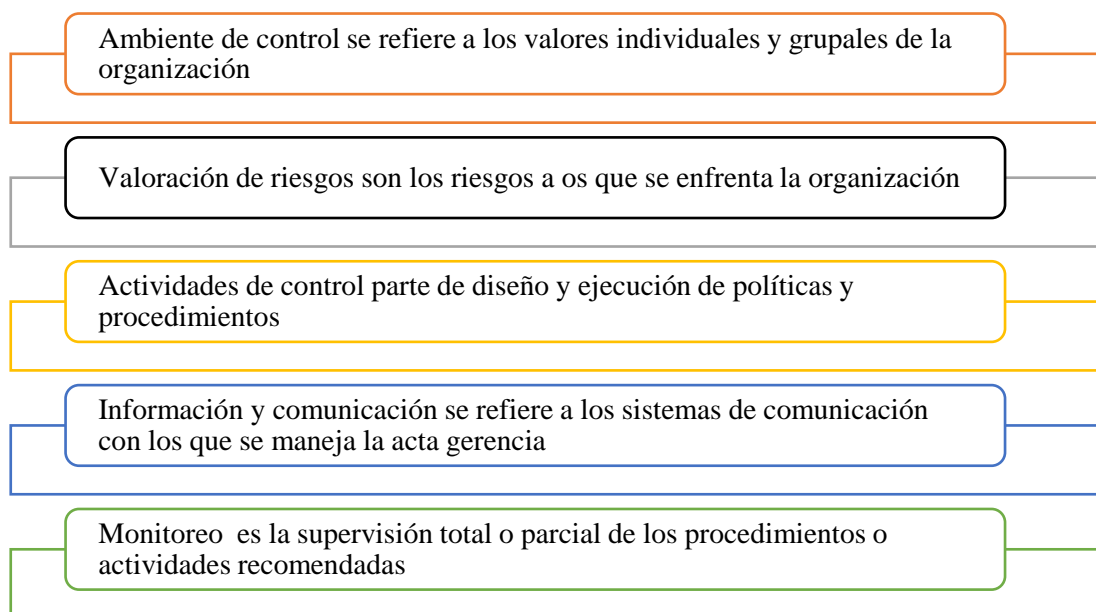 Ambiente de control se refiere a los valores individuales y grupales de la
organización
Valoración de riesgos son los riesgos a os que se enfrenta la organización
Actividades de control parte de diseño y ejecución de políticas y
procedimientos
Información y comunicación se refiere a los sistemas de comunicación
con los que se maneja la acta gerencia
Monitoreo  es la supervisión total o parcial de los procedimientos o
actividades recomendadas